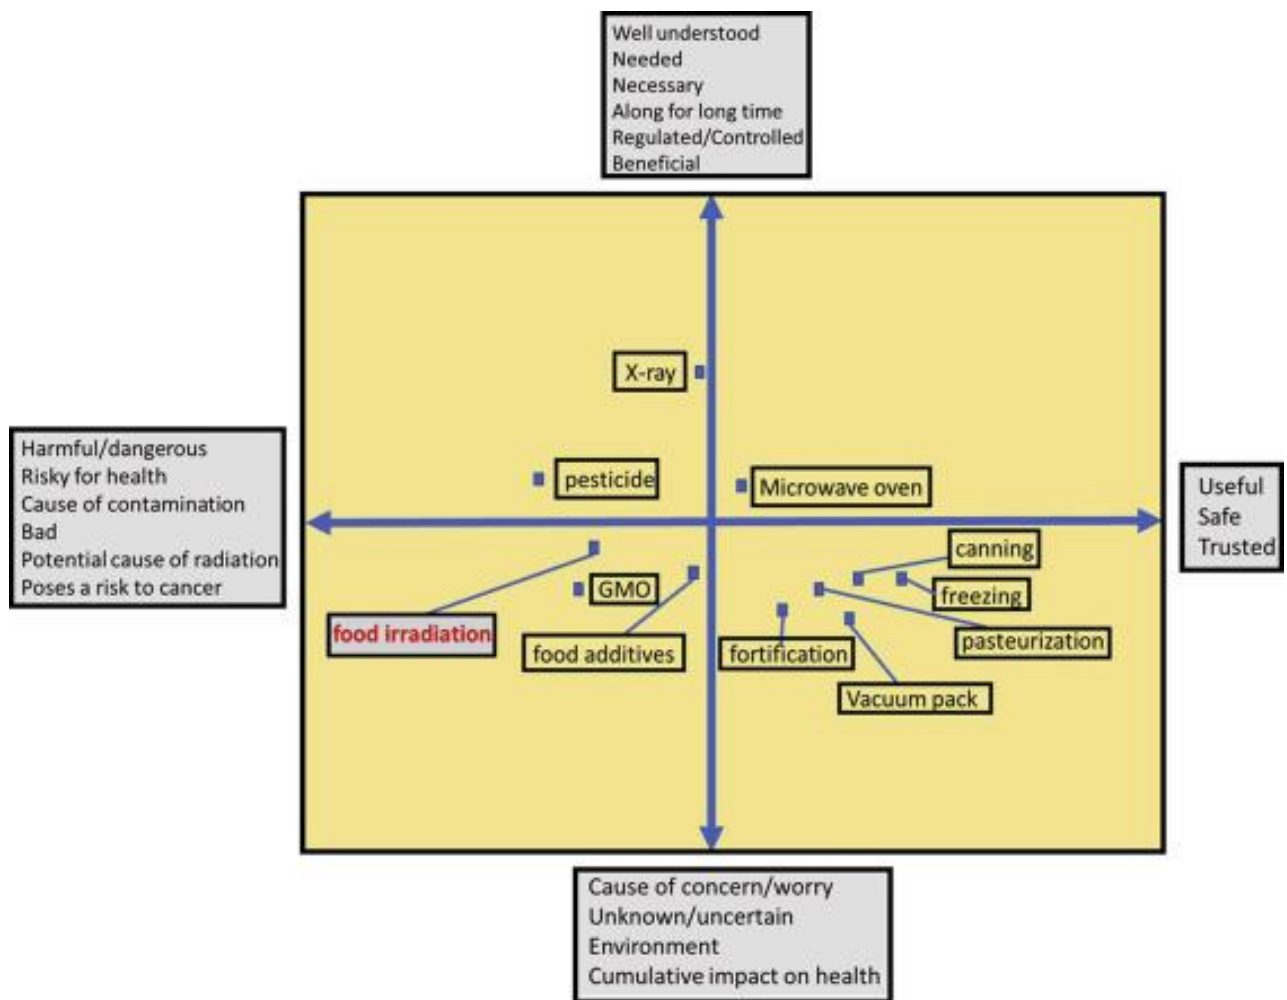 Well understood
Needed
Necessary
Along for long time
Regulated/Controlled
Beneficial
X-ray
Harmful/dangerous
Risky for health
Cause of contamination
Bad
Potential cause of radiation
Poses a risk to cancer
pesticide
Microwave oven
Useful
Safe
Trusted
canning
GMO
freezing
food irradiation
food additives
fortification
pasteurization
Vacuum pack
Cause of concern/worry
Unknown/uncertain
Environment
Cumulative impact on health